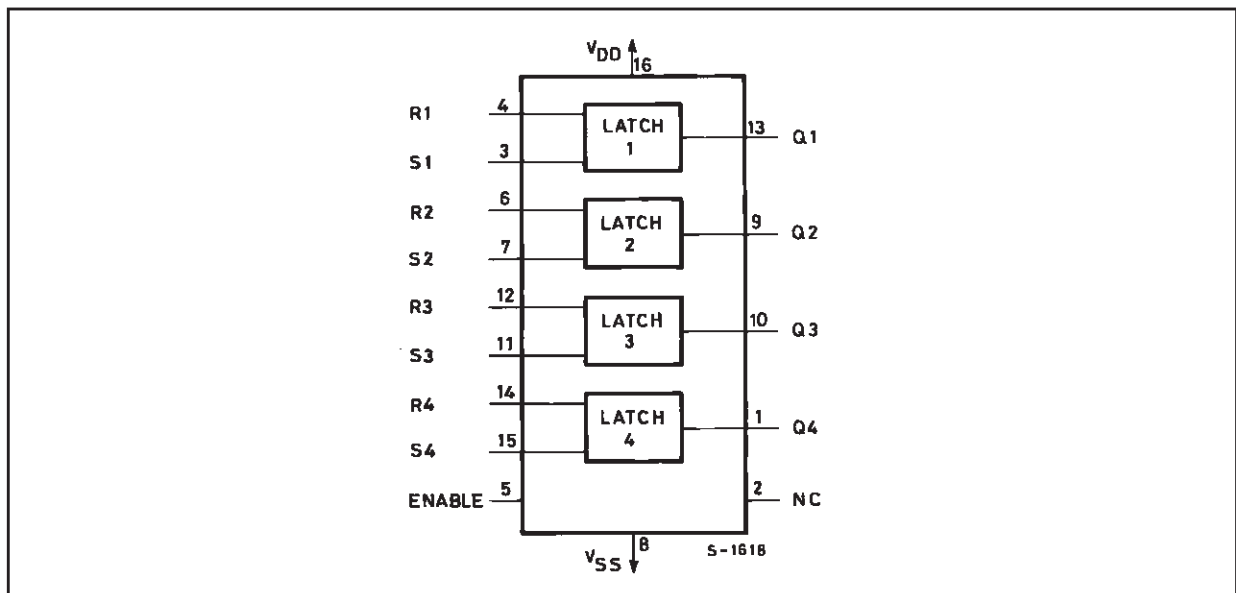 VDD
16
R1 4 LATCH 1 13 Q1
S1 3
R2 6 LATCH 2 9 Q2
S2 7
R3 12 LATCH 3 10 Q3
S3 11
R4 14 LATCH 4 1 Q4
S4 15
ENABLE 5 2 NC
VSS 8 S-1618